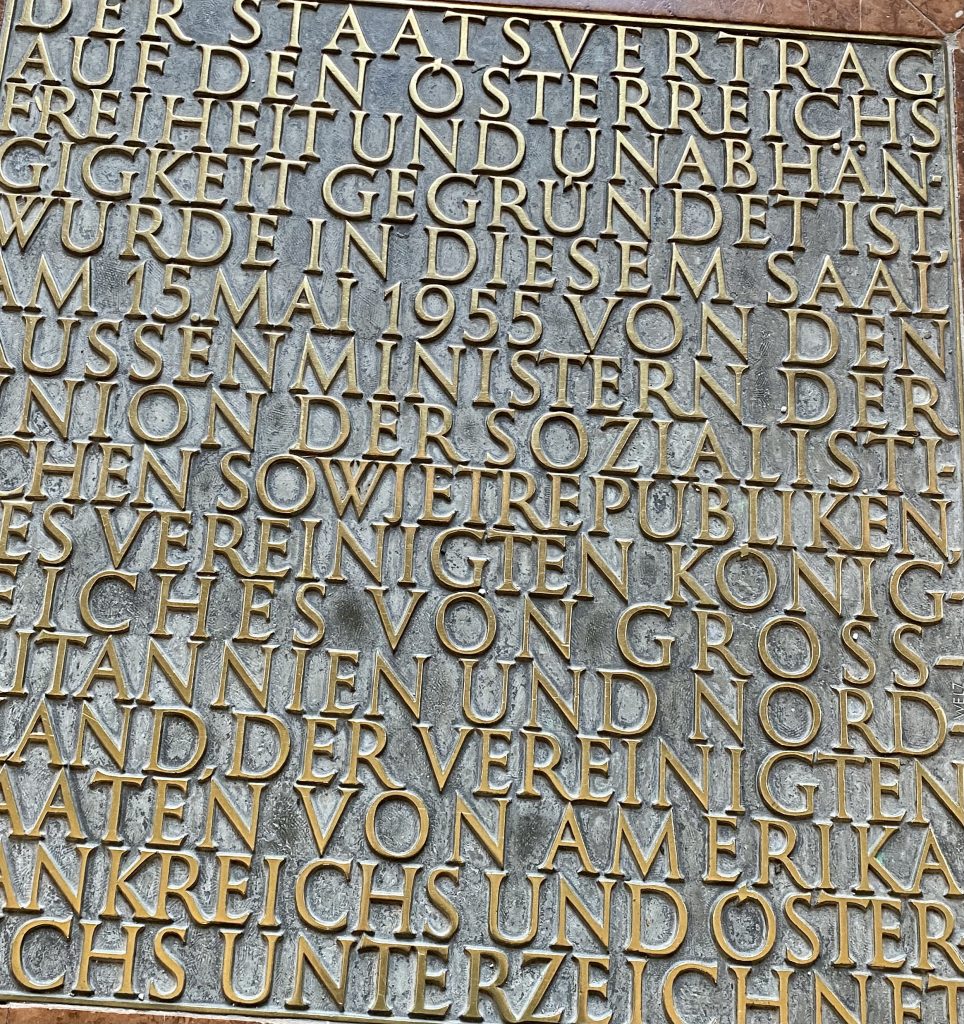 DER STAATSVERTRAG,
AUF DEN ÖSTERREICHS
FREIHEIT UND UNABHÄN-
GIGKEIT GEGRÜNDET IST,
WURDE IN DIESEM SAAL
AM 15 MAI 1955 VON DEN
AUSSENMINISTERN DER
UNION DER SOZIALISTI-
CHEN SOWJETREPUBLIKEN,
ES VEREINIGTEN KÖNIG-
EICHES VON GROSS-
ITANNIEN UND NORD-
AND, DER VEREINIGTEN
AATEN VON AMERIKA
ANKREICHS UND ÖSTER-
CHS UNTERZEICHNET
WELZ